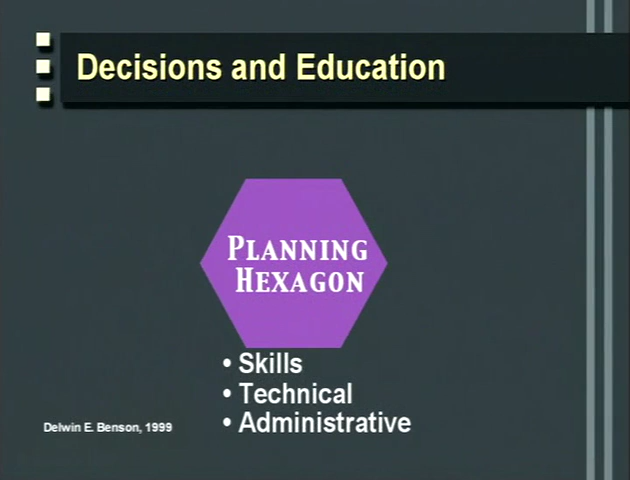 Decisions and Education
PLANNING
HEXAGON
• Skills
• Technical
• Administrative
Delwin E. Benson, 1999